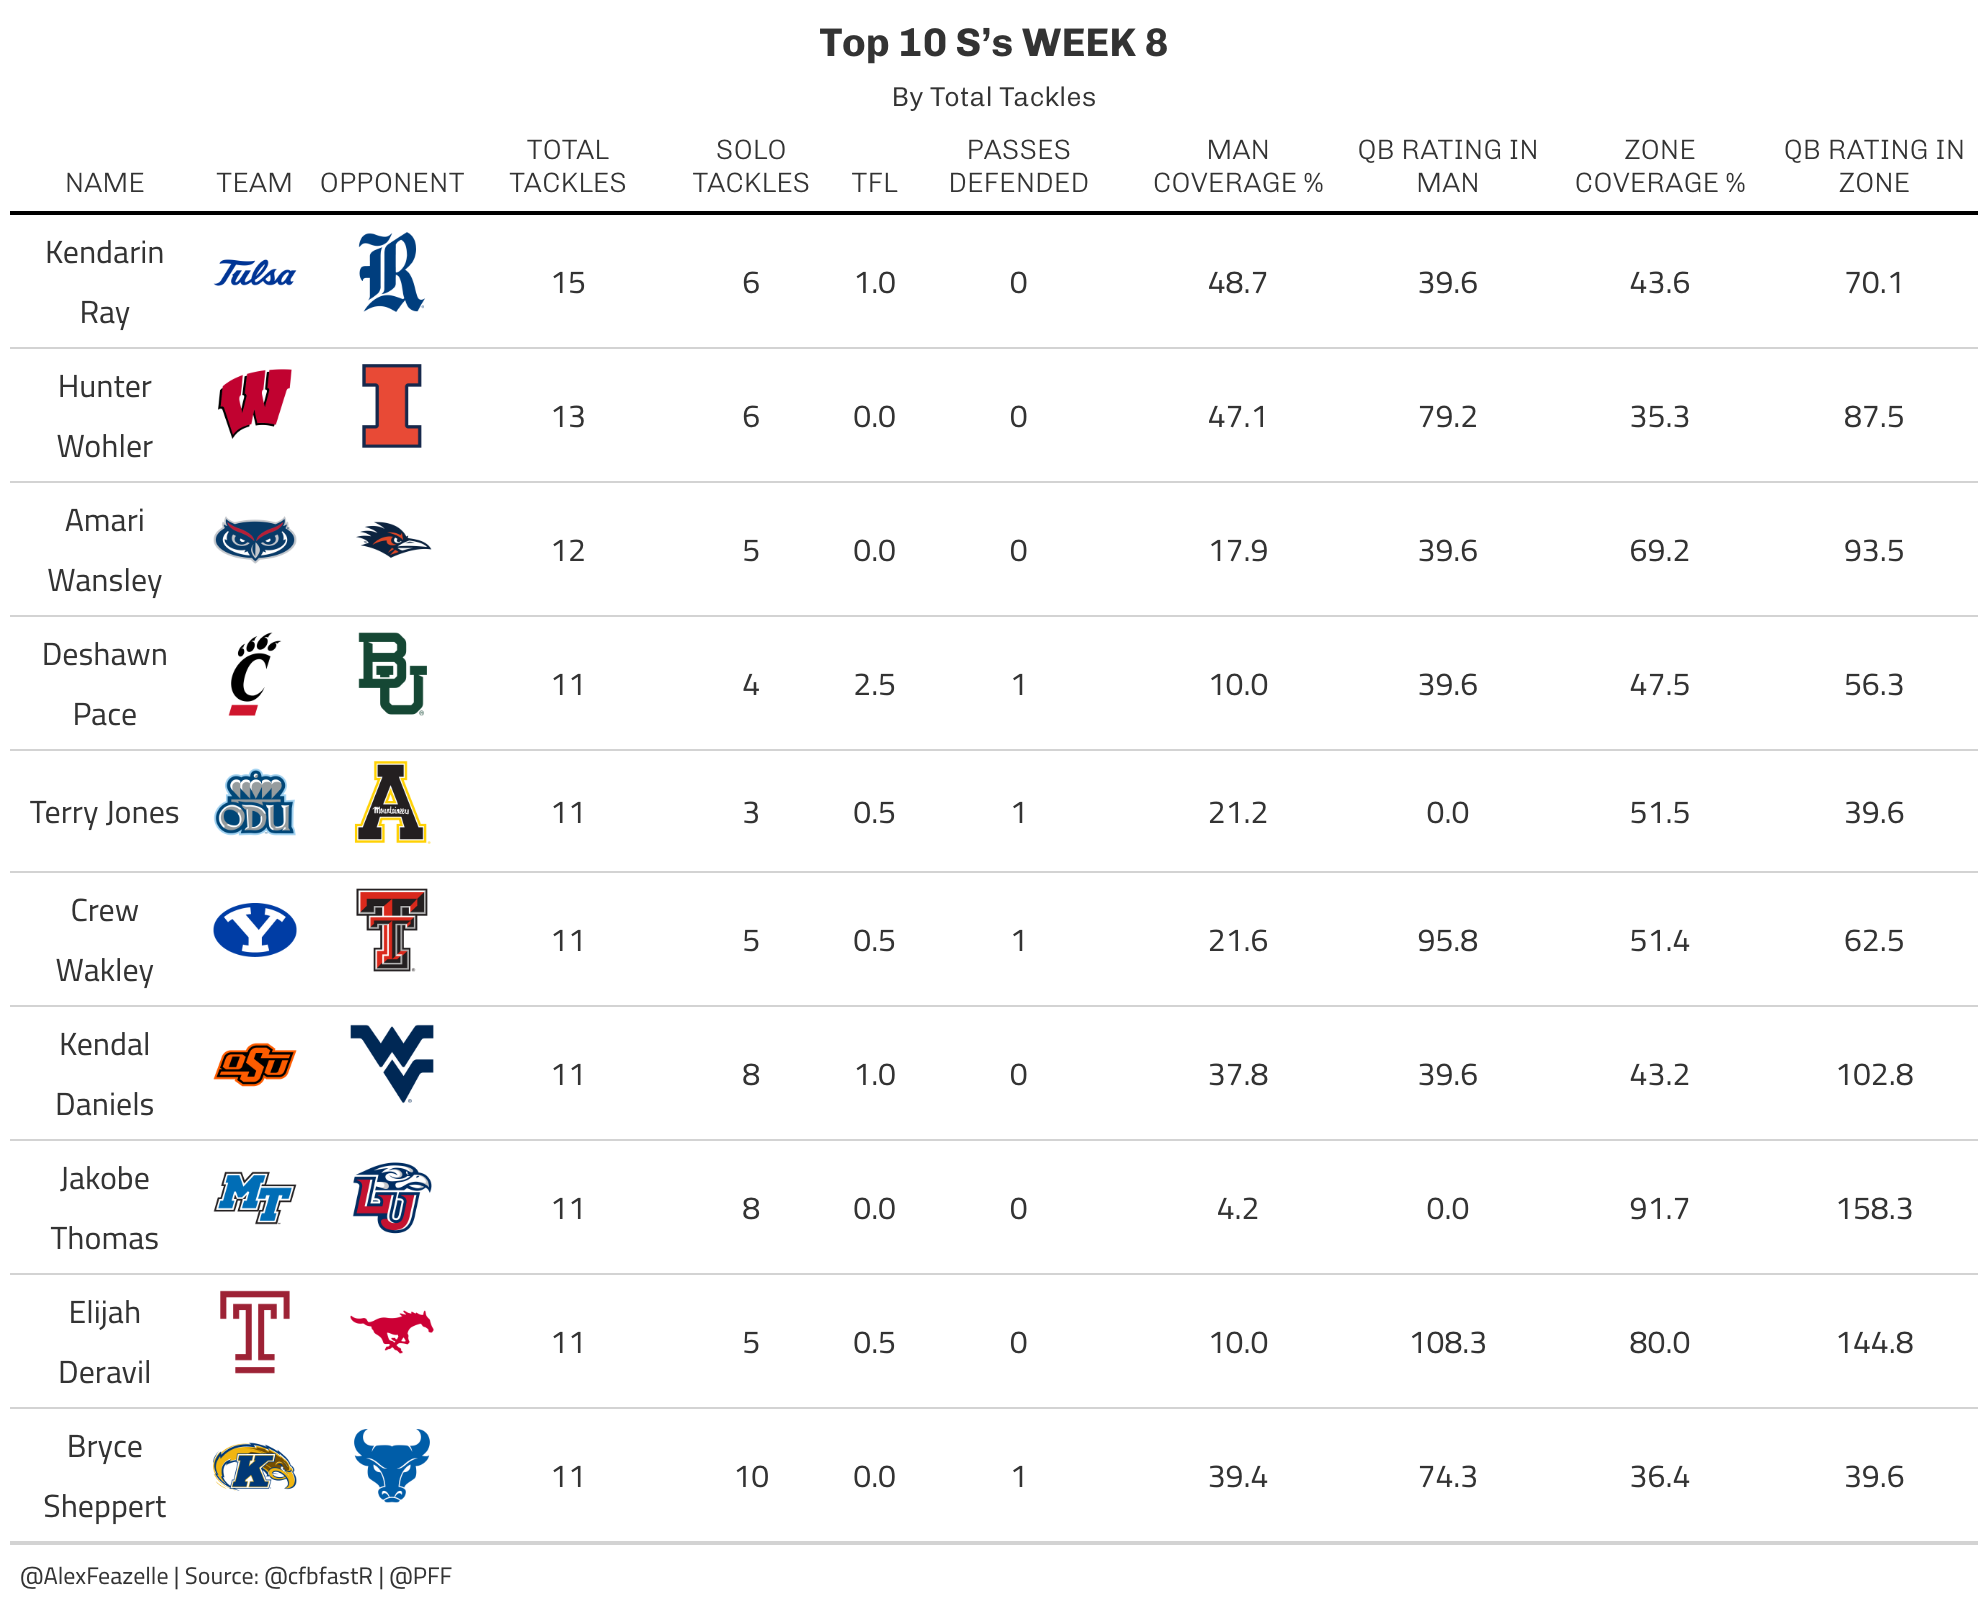 Top 10 S’s WEEK 8
By Total Tackles
NAME TEAM OPPONENT TOTAL TACKLES SOLO TACKLES TFL PASSES DEFENDED MAN COVERAGE % QB RATING IN MAN ZONE COVERAGE % QB RATING IN ZONE
Kendarin Ray Tulsa R 15 6 1.0 0 48.7 39.6 43.6 70.1
Hunter Wohler W I 13 6 0.0 0 47.1 79.2 35.3 87.5
Amari Wansley 12 5 0.0 0 17.9 39.6 69.2 93.5
Deshawn Pace C BU 11 4 2.5 1 10.0 39.6 47.5 56.3
Terry Jones ODU A Mountaineers 11 3 0.5 1 21.2 0.0 51.5 39.6
Crew Wakley Y TT 11 5 0.5 1 21.6 95.8 51.4 62.5
Kendal Daniels OSU WV 11 8 1.0 0 37.8 39.6 43.2 102.8
Jakobe Thomas MT LU 11 8 0.0 0 4.2 0.0 91.7 158.3
Elijah Deravil T 11 5 0.5 0 10.0 108.3 80.0 144.8
Bryce Sheppert K 11 10 0.0 1 39.4 74.3 36.4 39.6
@AlexFeazelle | Source: @cfbfastR | @PFF